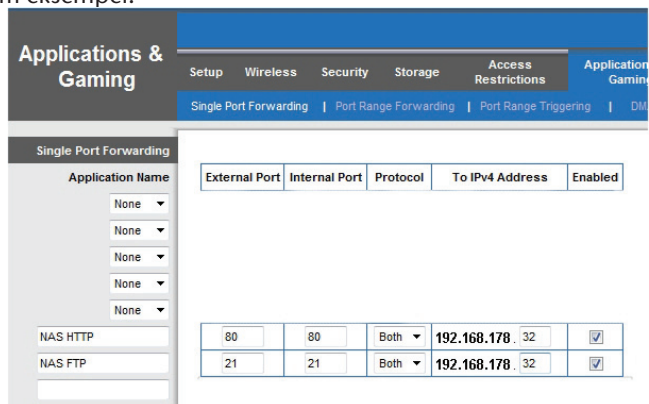 eksempel.
Applications &
Gaming
Setup Wireless Security Storage Access Restrictions
Single Port Forwarding | Port Range Forwarding | Port Range Triggering |
Single Port Forwarding
Application Name External Port Internal Port Protocol To IPv4 Address Enabled
None
None
None
None
None
NAS HTTP 80 80 Both 192.168.178. 32
NAS FTP 21 21 Both 192.168.178. 32